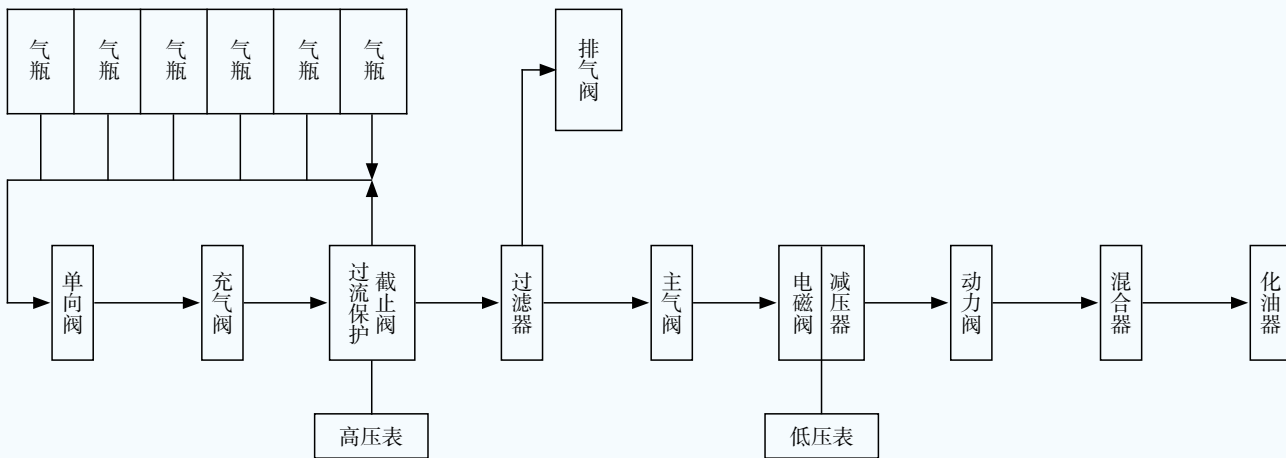 气瓶
气瓶
气瓶
气瓶
气瓶
气瓶
排气阀
单向阀
充气阀
过流保护
截止阀
过滤器
主气阀
电磁阀
减压器
动力阀
混合器
化油器
高压表
低压表